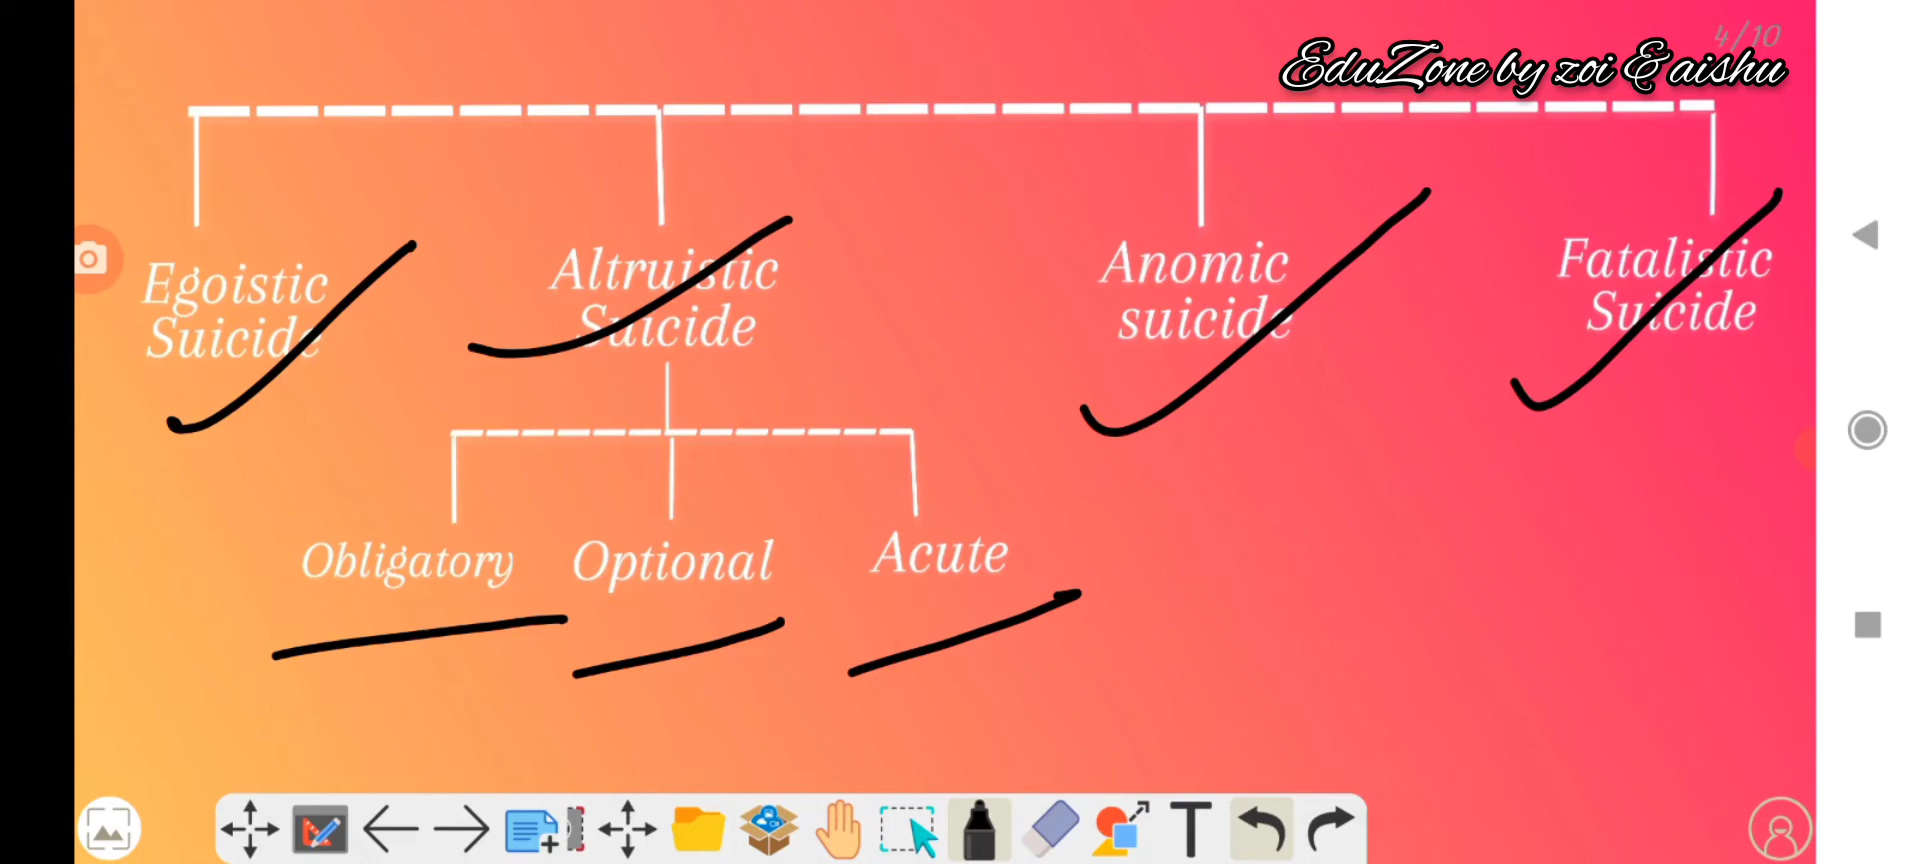 4/10
EduZone by zoi & aishu
Egoistic
Suicide
Altruistic
Suicide
Anomic
suicide
Fatalistic
Suicide
Obligatory
Optional
Acute
T